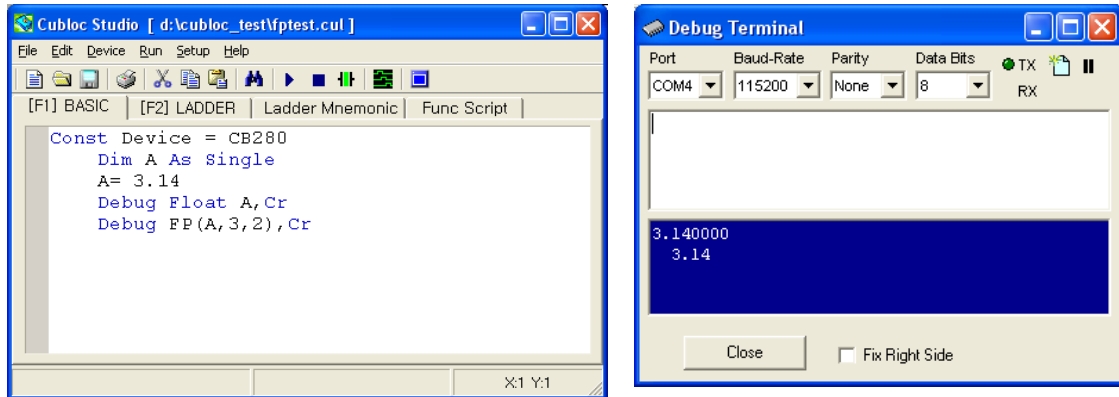 Cubloc Studio [ d:\cubloc_test\fptest.cul ]
File Edit Device Run Setup Help
[F1] BASIC [F2] LADDER Ladder Mnemonic Func Script
Const Device = CB280
Dim A As Single
A= 3.14
Debug Float A,Cr
Debug FP(A,3,2),Cr
X:1 Y:1
Debug Terminal
Port Baud-Rate Parity Data Bits TX
COM4 115200 None 8 RX
3.140000
3.14
Close Fix Right Side